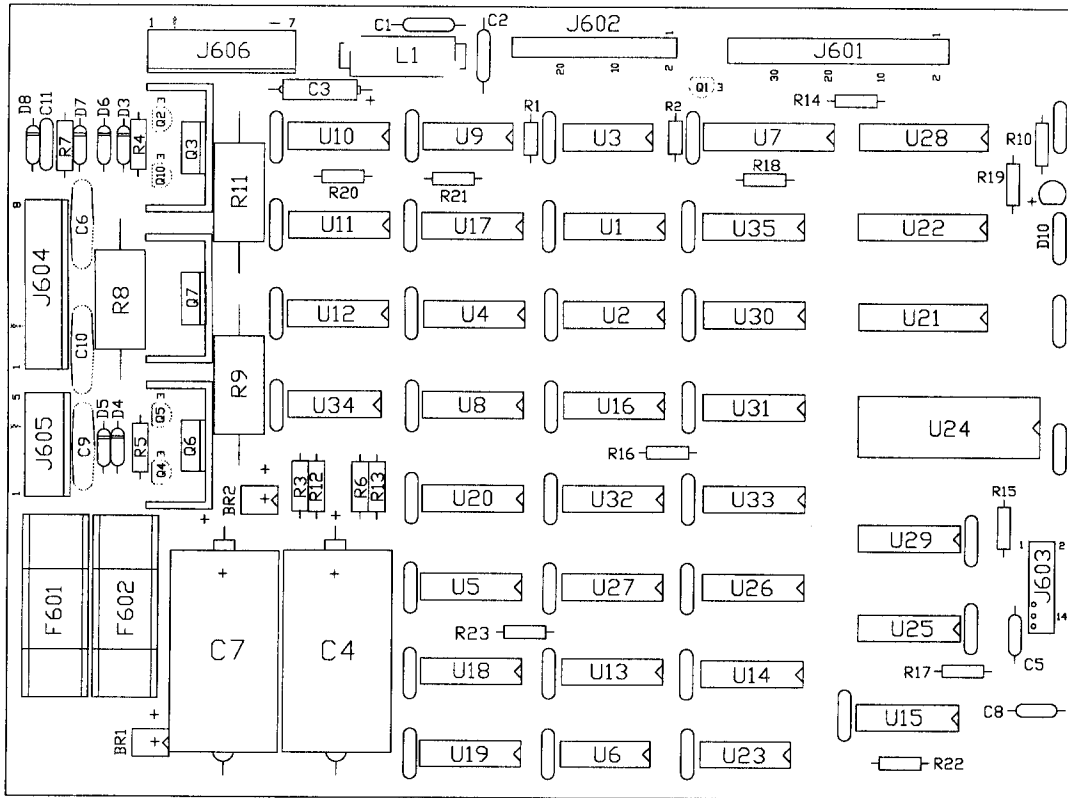 1 - 7
J606
C1
L1
C2
J602
1
20 10 2
J601
1
30 20 10 2
C3
+
Q1 3
R14
D8
C11
R7
D7
D6
D3
R4
Q2 3
Q10 3
Q3
R11
U10
U9
R1
U3
R2
U7
U28
R10
R20
R21
R18
R19
+
D10
8
J604
1
C6
R8
Q7
U11
U17
U1
U35
U22
C10
R9
U12
U4
U2
U30
U21
5
J605
1
C9
D5
D4
R5
Q5 3
Q4 3
Q6
U34
U8
U16
U31
U24
R16
BR2
+
+
R3
R12
R6
R13
U20
U32
U33
R15
F601
F602
+
+
+
+
C7
C4
U29
1 2
J603
14
U5
U27
U26
R23
U25
C5
U18
U13
U14
R17
BR1
+
+
U15
C8
U19
U6
U23
R22